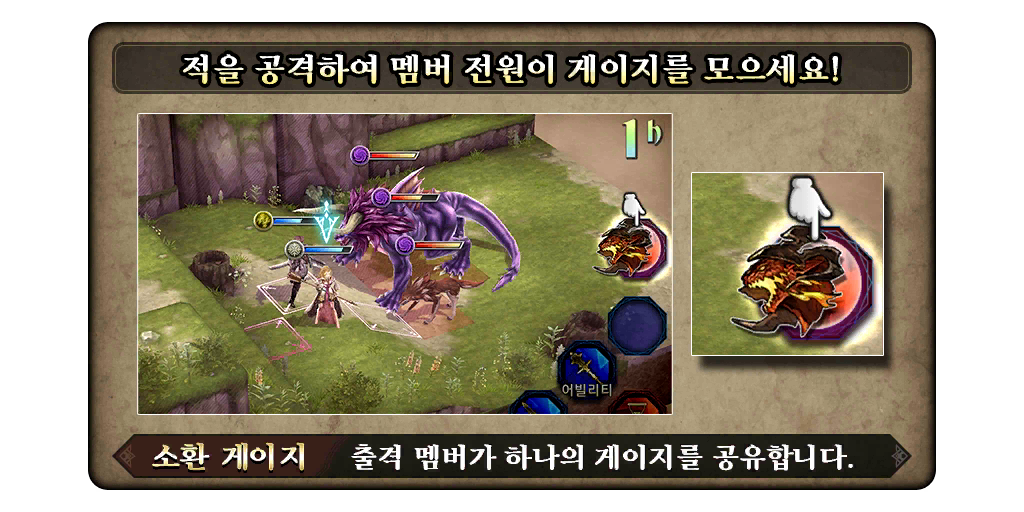 적을 공격하여 멤버 전원이 게이지를 모으세요!
1h
어빌리티
소환 게이지 출격 멤버가 하나의 게이지를 공유합니다.